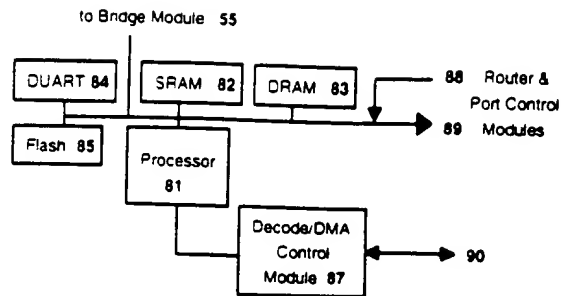 to Bridge Module 55
DUART 84
SRAM 82
DRAM 83
88 Router &
Port Control
89 Modules
Flash 85
Processor
81
Decode/DMA
Control
Module 87
90